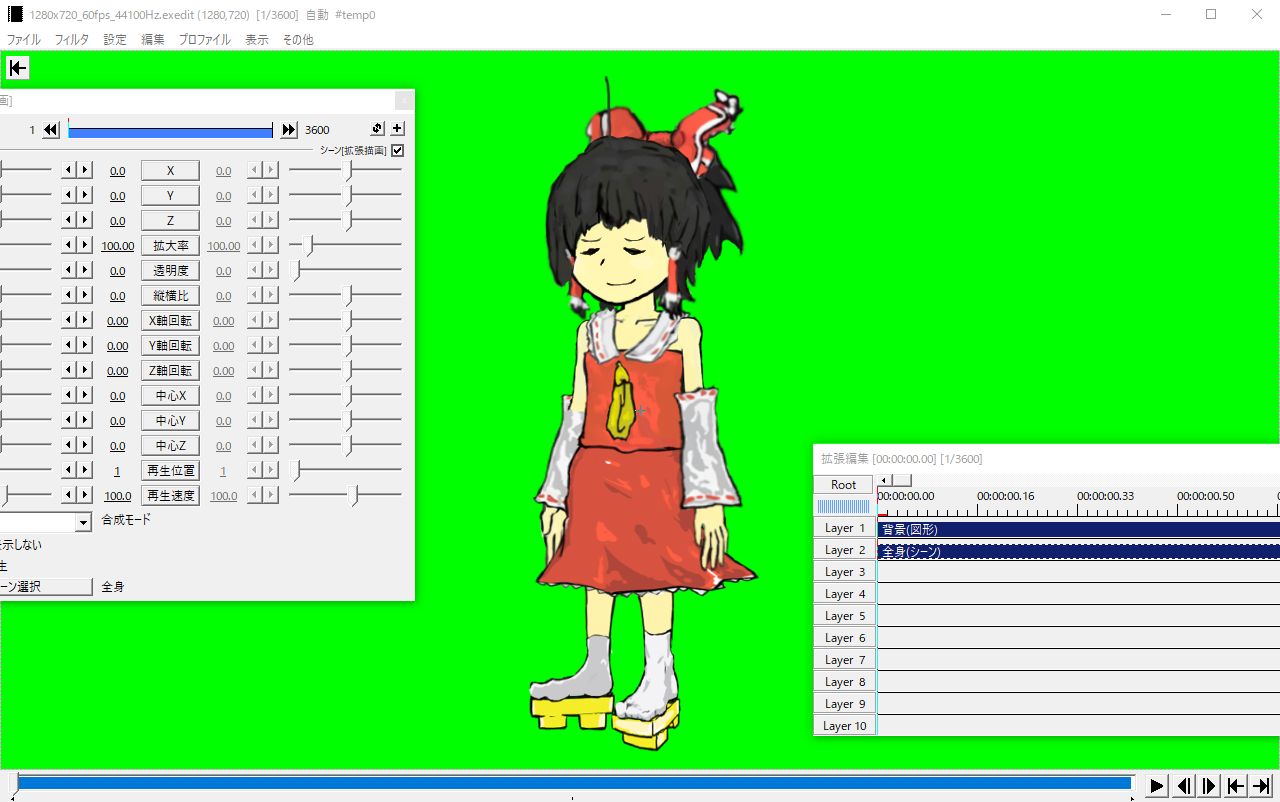 1280x720_60fps_44100Hz.exedit (1280,720) [1/3600] 自動 #temp0
ファイル フィルタ 設定 編集 プロファイル 表示 その他
画]
1 3600
シーン[拡張描画]
0.0 X 0.0
0.0 Y 0.0
0.0 Z 0.0
100.00 拡大率 100.00
0.0 透明度 0.0
0.0 縦横比 0.0
0.00 X軸回転 0.00
0.00 Y軸回転 0.00
0.00 Z軸回転 0.00
0.0 中心X 0.0
0.0 中心Y 0.0
0.0 中心Z 0.0
1 再生位置 1
100.0 再生速度 100.0
合成モード
示しない
生
ーン選択 全身
拡張編集 [00:00:00.00] [1/3600]
Root
00:00:00.00 00:00:00.16 00:00:00.33 00:00:00.50
Layer 1 背景(図形)
Layer 2 全身(シーン)
Layer 3
Layer 4
Layer 5
Layer 6
Layer 7
Layer 8
Layer 9
Layer 10